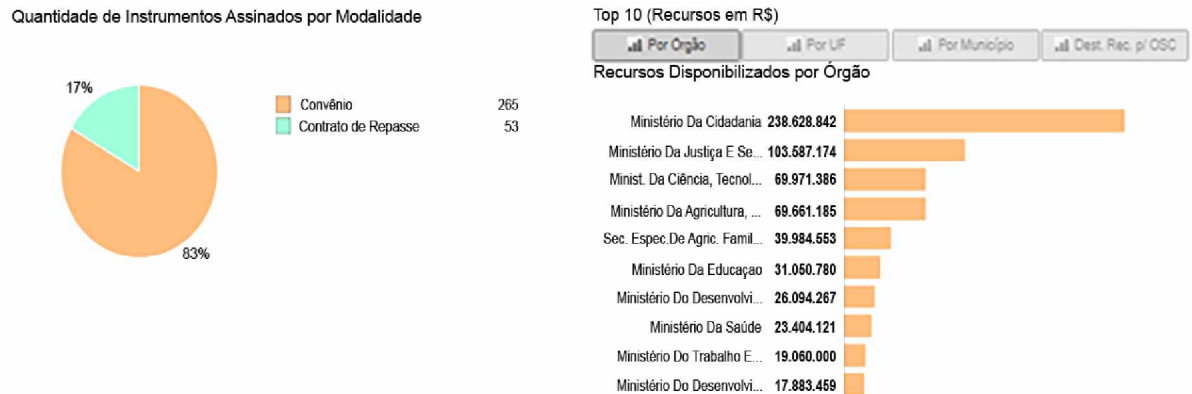 Quantidade de Instrumentos Assinados por Modalidade
17%
83%
Convênio 265
Contrato de Repasse 53
Top 10 (Recursos em R$)
Por Órgão Por UF Por Município Dest. Rec. p/ OSC
Recursos Disponibilizados por Órgão
Ministério Da Cidadania 238.628.842
Ministério Da Justiça E Se... 103.587.174
Minist. Da Ciência, Tecnol... 69.971.386
Ministério Da Agricultura, ... 69.661.185
Sec. Espec.De Agric. Famil... 39.984.553
Ministério Da Educaçao 31.050.780
Ministério Do Desenvolvi... 26.094.267
Ministério Da Saúde 23.404.121
Ministério Do Trabalho E... 19.060.000
Ministério Do Desenvolvi... 17.883.459